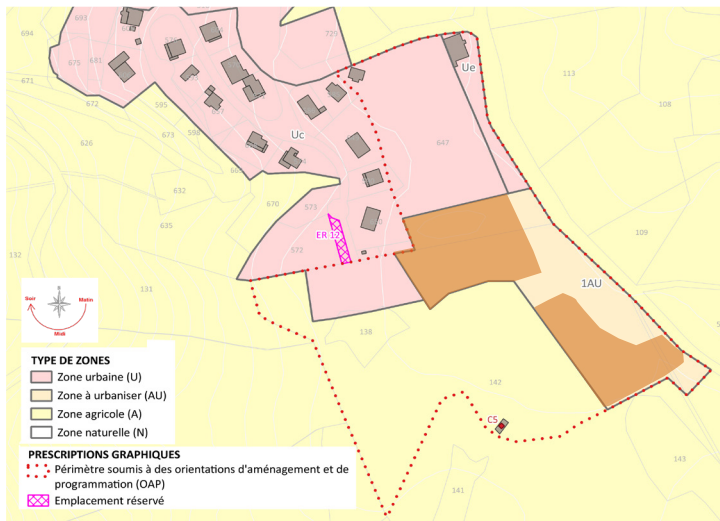 694
693
681
675
671
672
626
595
673
598
Uc
720
Ue
647
113
108
109
632
635
670
573
572
ER 12
132
131
138
1AU
142
C5
141
143
Soir
Matin
Midi
TYPE DE ZONES
Zone urbaine (U)
Zone à urbaniser (AU)
Zone agricole (A)
Zone naturelle (N)
PRESCRIPTIONS GRAPHIQUES
Périmètre soumis à des orientations d'aménagement et de
programmation (OAP)
Emplacement réservé